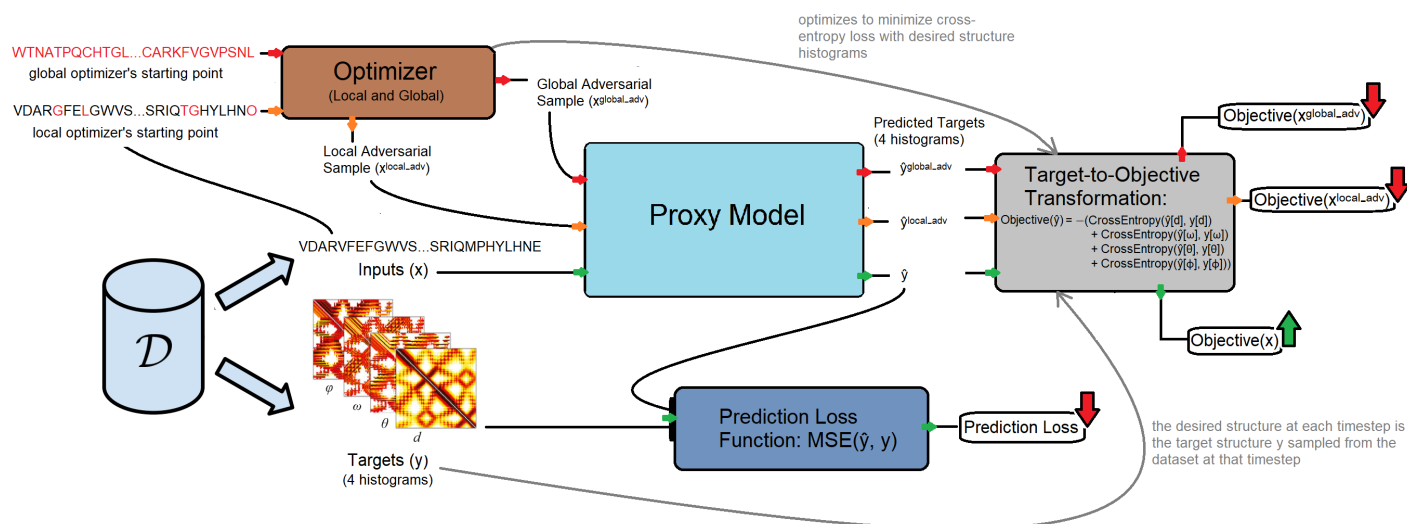 optimizes to minimize cross-
entropy loss with desired structure
histograms
WTNATPQCHTGL...CARKFVGVPSNL
global optimizer's starting point
VDARGFELGWVS...SRIQTGHYLHNO
local optimizer's starting point
Optimizer
(Local and Global)
Global Adversarial
Sample (x^global_adv)
Local Adversarial
Sample (x^local_adv)
Predicted Targets
(4 histograms)
Objective(x^global_adv)
Proxy Model
ŷ^global_adv
ŷ^local_adv
ŷ
Target-to-Objective
Transformation:
Objective(ŷ) = −(CrossEntropy(ŷ[d], y[d])
+ CrossEntropy(ŷ[ω], y[ω])
+ CrossEntropy(ŷ[θ], y[θ])
+ CrossEntropy(ŷ[ϕ], y[ϕ]))
Objective(x^local_adv)
VDARVFEFGWVS...SRIQMPHYLHNE
Inputs (x)
D
φ
ω
θ
d
Objective(x)
Targets (y)
(4 histograms)
Prediction Loss
Function: MSE(ŷ, y)
Prediction Loss
the desired structure at each timestep is
the target structure y sampled from the
dataset at that timestep